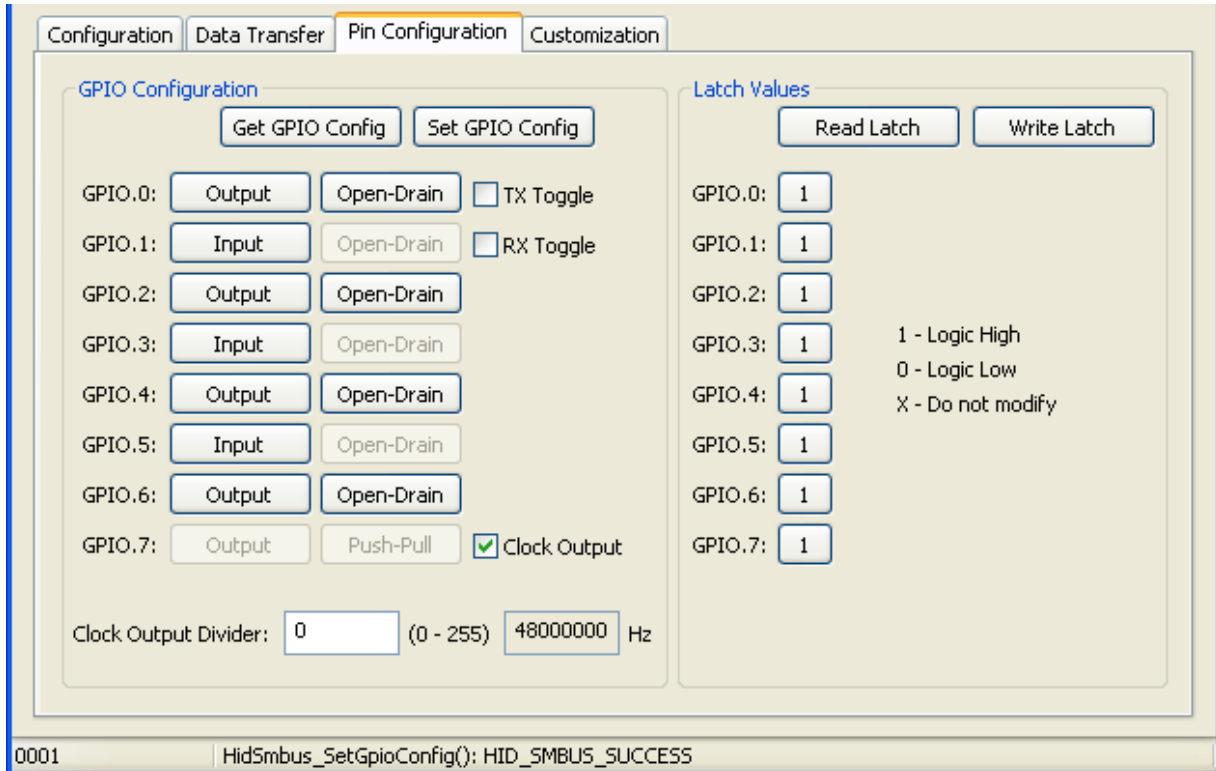 Configuration Data Transfer Pin Configuration Customization
GPIO Configuration
Get GPIO Config Set GPIO Config
GPIO.0: Output Open-Drain TX Toggle
GPIO.1: Input Open-Drain RX Toggle
GPIO.2: Output Open-Drain
GPIO.3: Input Open-Drain
GPIO.4: Output Open-Drain
GPIO.5: Input Open-Drain
GPIO.6: Output Open-Drain
GPIO.7: Output Push-Pull Clock Output
Clock Output Divider: 0 (0 - 255) 48000000 Hz
Latch Values
Read Latch Write Latch
GPIO.0: 1
GPIO.1: 1
GPIO.2: 1
GPIO.3: 1
GPIO.4: 1
GPIO.5: 1
GPIO.6: 1
GPIO.7: 1
1 - Logic High
0 - Logic Low
X - Do not modify
0001 HidSmbus_SetGpioConfig(): HID_SMBUS_SUCCESS